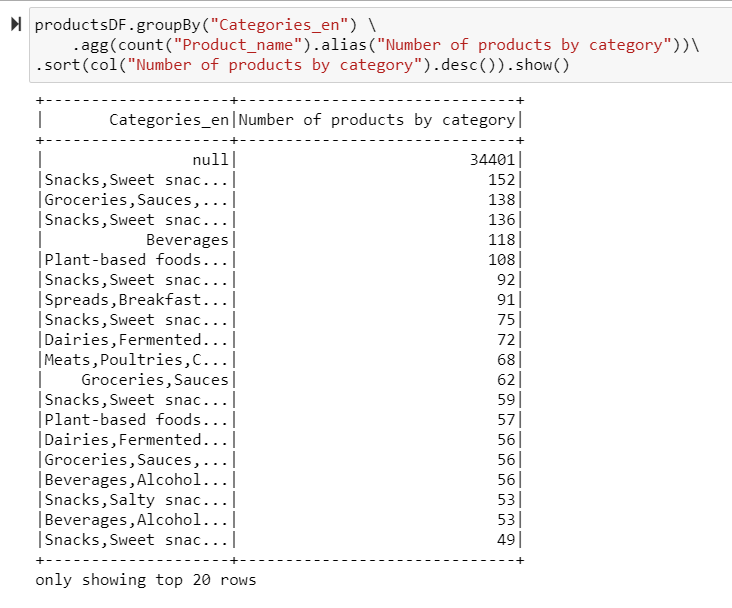 productsDF.groupBy("Categories_en") \
    .agg(count("Product_name").alias("Number of products by category"))\
.sort(col("Number of products by category").desc()).show()
+--------------------+------------------------------+
|       Categories_en|Number of products by category|
+--------------------+------------------------------+
|                null|                         34401|
|Snacks,Sweet snac...|                           152|
|Groceries,Sauces,...|                           138|
|Snacks,Sweet snac...|                           136|
|           Beverages|                           118|
|Plant-based foods...|                           108|
|Snacks,Sweet snac...|                            92|
|Spreads,Breakfast...|                            91|
|Snacks,Sweet snac...|                            75|
|Dairies,Fermented...|                            72|
|Meats,Poultries,C...|                            68|
|    Groceries,Sauces|                            62|
|Snacks,Sweet snac...|                            59|
|Plant-based foods...|                            57|
|Dairies,Fermented...|                            56|
|Groceries,Sauces,...|                            56|
|Beverages,Alcohol...|                            56|
|Snacks,Salty snac...|                            53|
|Beverages,Alcohol...|                            53|
|Snacks,Sweet snac...|                            49|
+--------------------+------------------------------+
only showing top 20 rows